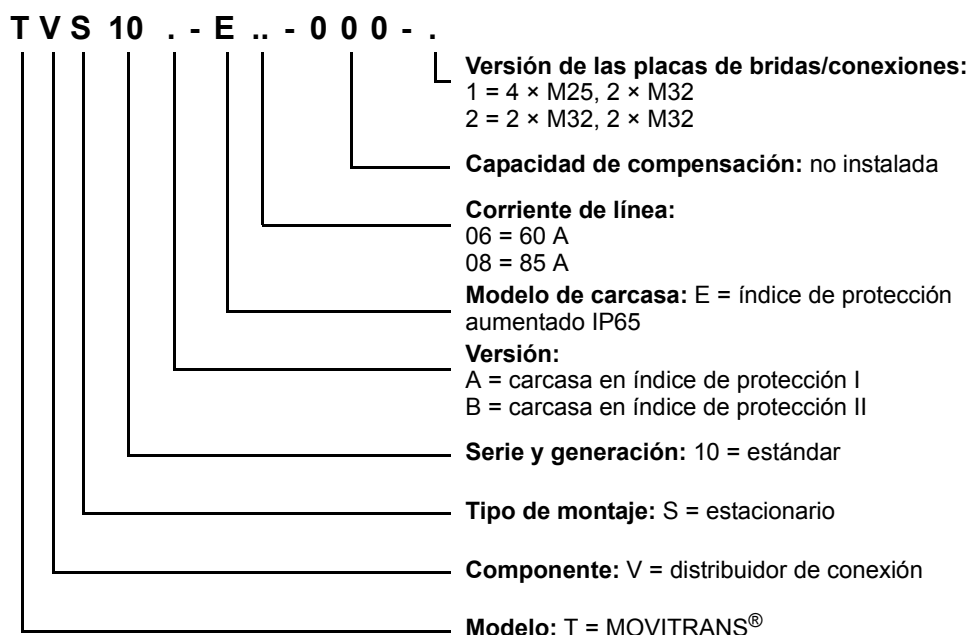 T V S 10 . - E .. - 0 0 0 - .
Versión de las placas de bridas/conexiones:
1 = 4 × M25, 2 × M32
2 = 2 × M32, 2 × M32
Capacidad de compensación: no instalada
Corriente de línea:
06 = 60 A
08 = 85 A
Modelo de carcasa: E = índice de protección
aumentado IP65
Versión:
A = carcasa en índice de protección I
B = carcasa en índice de protección II
Serie y generación: 10 = estándar
Tipo de montaje: S = estacionario
Componente: V = distribuidor de conexión
Modelo: T = MOVITRANS®